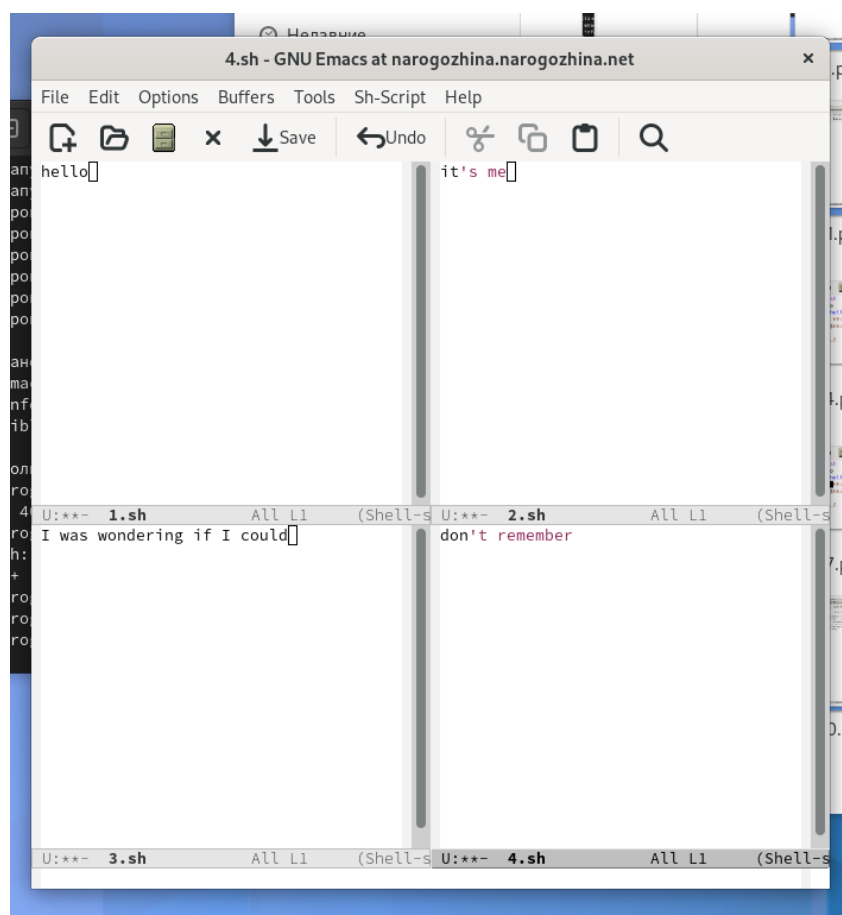 Недавние
4.sh - GNU Emacs at narogozhina.narogozhina.net
File Edit Options Buffers Tools Sh-Script Help
Save Undo
hello
it's me
U:**- 1.sh All L1 (Shell-s
U:**- 2.sh All L1 (Shell-s
I was wondering if I could
don't remember
U:**- 3.sh All L1 (Shell-s
U:**- 4.sh All L1 (Shell-s